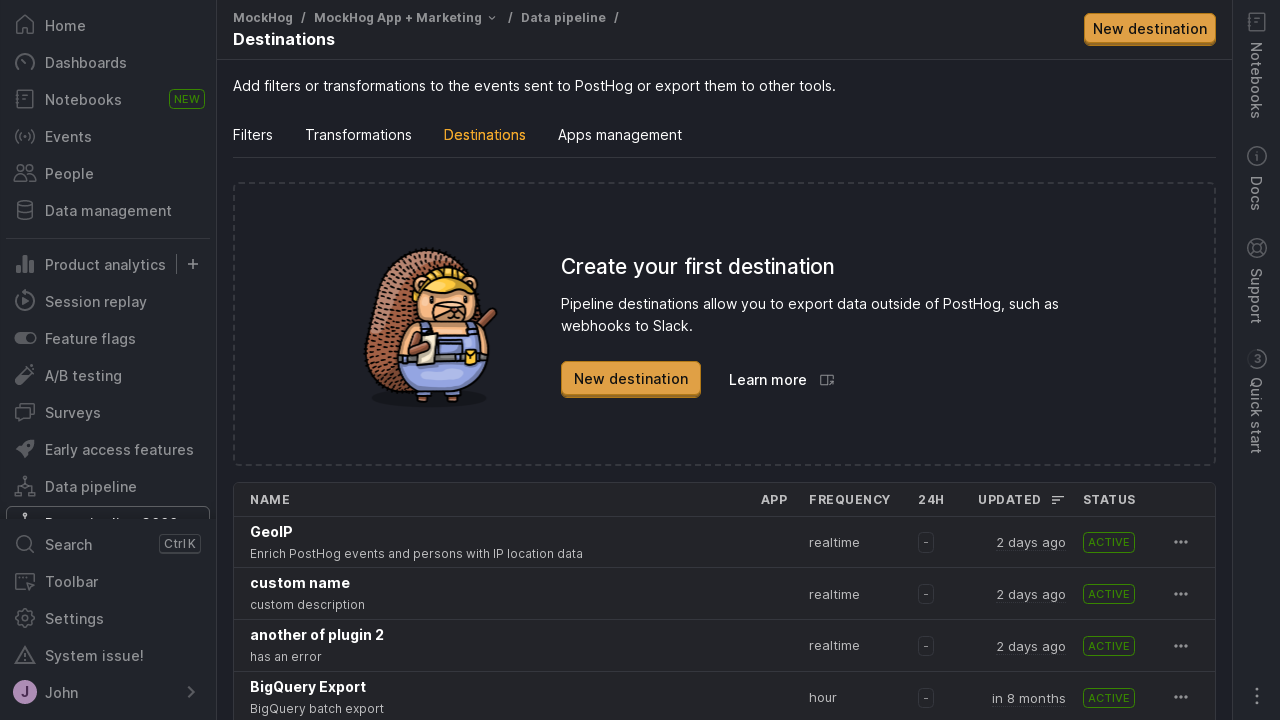 Home
Dashboards
Notebooks NEW
Events
People
Data management
Product analytics
Session replay
Feature flags
A/B testing
Surveys
Early access features
Data pipeline
Search Ctrl K
Toolbar
Settings
System issue!
J John
MockHog / MockHog App + Marketing / Data pipeline /
Destinations
New destination
Add filters or transformations to the events sent to PostHog or export them to other tools.
Filters Transformations Destinations Apps management
Create your first destination
Pipeline destinations allow you to export data outside of PostHog, such as
webhooks to Slack.
New destination Learn more
NAME APP FREQUENCY 24H UPDATED STATUS
GeoIP
Enrich PostHog events and persons with IP location data
realtime - 2 days ago ACTIVE
custom name
custom description
realtime - 2 days ago ACTIVE
another of plugin 2
has an error
realtime - 2 days ago ACTIVE
BigQuery Export
BigQuery batch export
hour - in 8 months ACTIVE
Notebooks
Docs
Support
3
Quick start